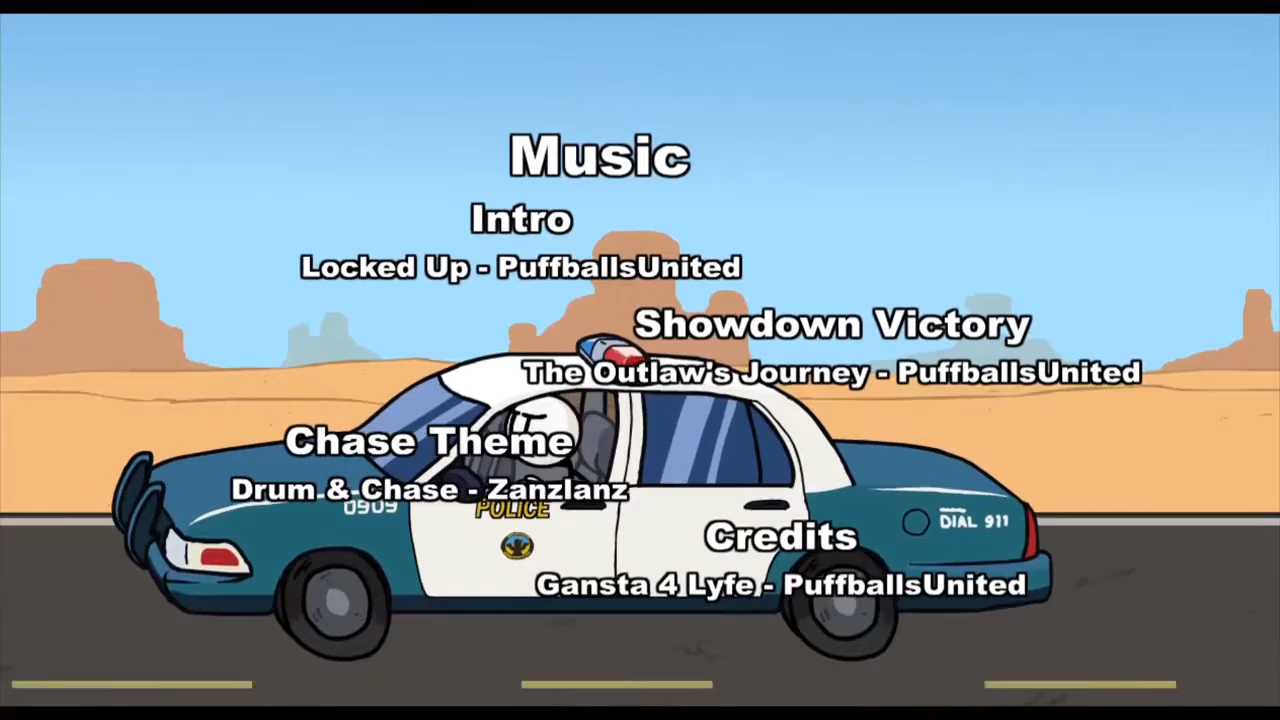 Music
Intro
Locked Up - PuffballsUnited
Showdown Victory
The Outlaw's Journey - PuffballsUnited
Chase Theme
Drum & Chase - Zanzlanz
0909
POLICE
DIAL 911
Credits
Gansta 4 Lyfe - PuffballsUnited